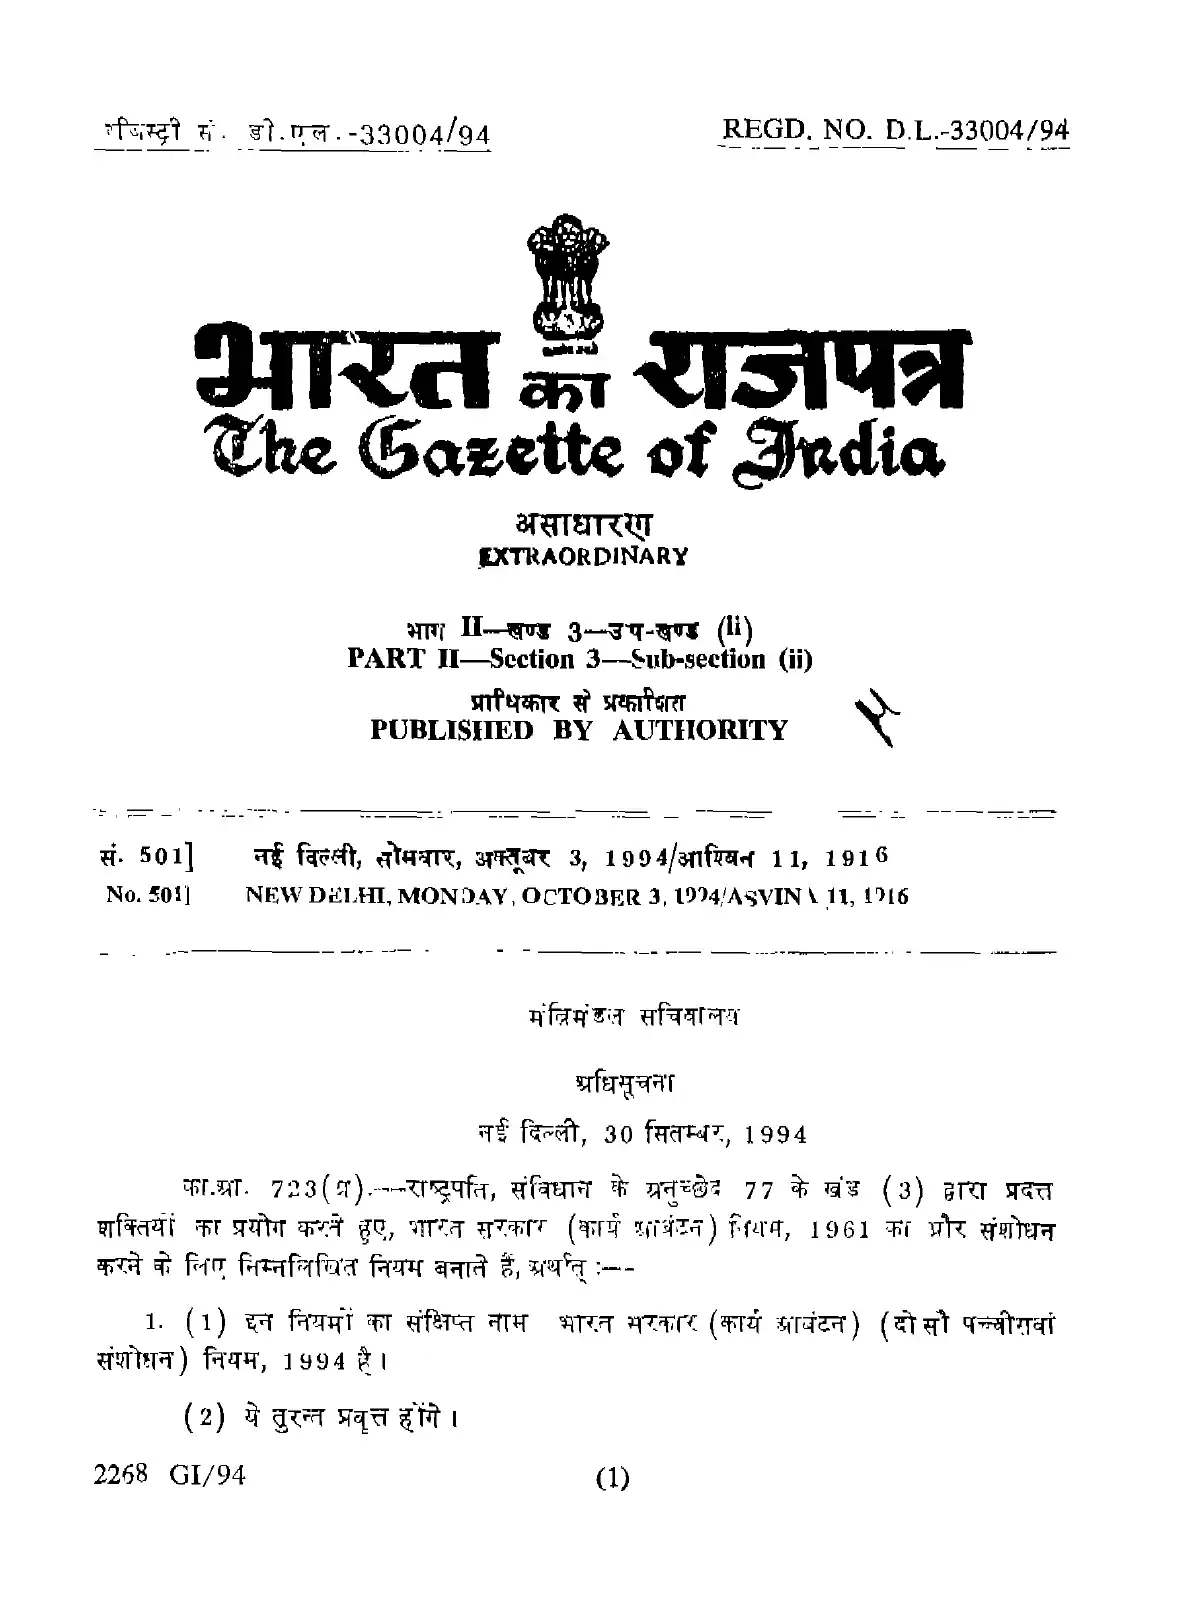 रजिस्ट्री सं. डी.एल.-33004/94
REGD. NO. D.L.-33004/94
भारत का राजपत्र
The Gazette of India
असाधारण
EXTRAORDINARY
भाग II—खण्ड 3—उप-खण्ड (ii)
PART II—Section 3—Sub-section (ii)
प्राधिकार से प्रकाशित
PUBLISHED BY AUTHORITY
सं. 501]
नई दिल्ली, सोमवार, अक्तूबर 3, 1994/आश्विन 11, 1916
No. 501]
NEW DELHI, MONDAY, OCTOBER 3, 1994/ASVINA 11, 1916
मंत्रिमंडल सचिवालय
अधिसूचना
नई दिल्ली, 30 सितम्बर, 1994
का.आ. 723(अ).—राष्ट्रपति, संविधान के अनुच्छेद 77 के खंड (3) द्वारा प्रदत्त
शक्तियों का प्रयोग करते हुए, भारत सरकार (कार्य आबंटन) नियम, 1961 का और संशोधन
करने के लिए निम्नलिखित नियम बनाते हैं, अर्थात् :--
1. (1) इन नियमों का संक्षिप्त नाम भारत सरकार (कार्य आबंटन) (दो सौ पच्चीसवां
संशोधन) नियम, 1994 है।
(2) ये तुरन्त प्रवृत्त होंगे।
2268 GI/94
(1)